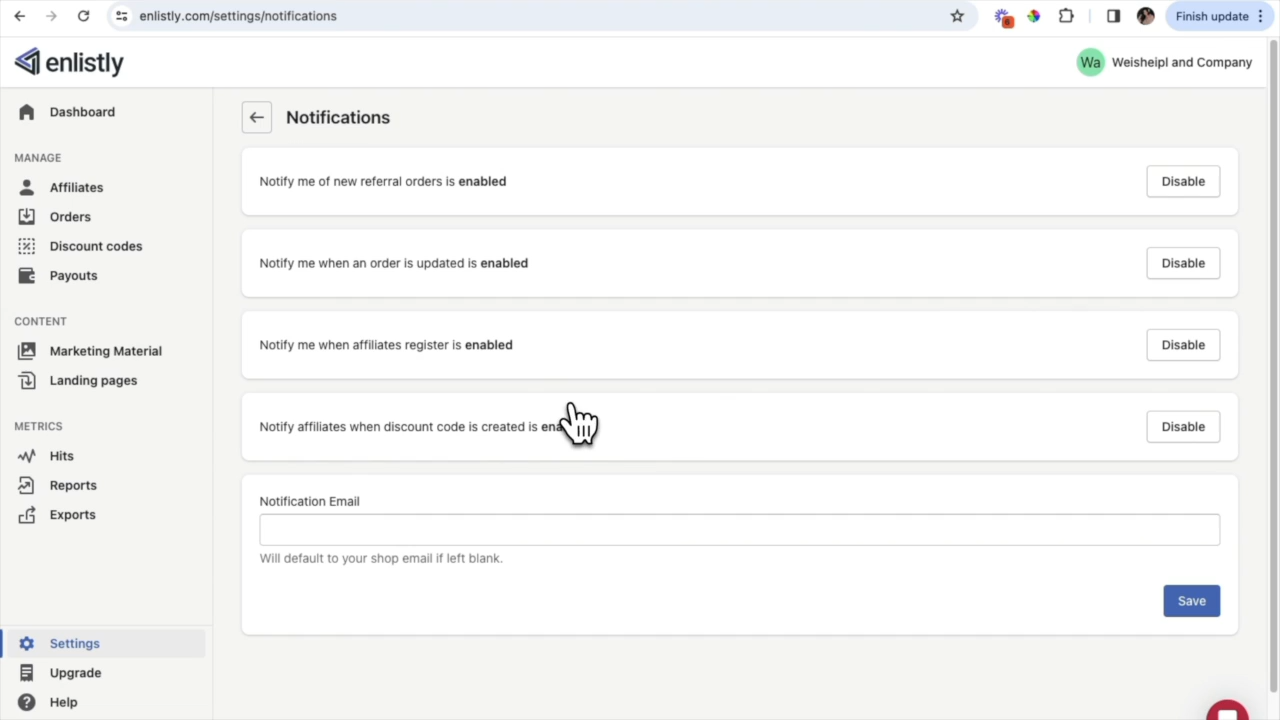 enlistly.com/settings/notifications
6
Finish update
enlistly
Wa
Weisheipl and Company
Dashboard
MANAGE
Affiliates
Orders
Discount codes
Payouts
CONTENT
Marketing Material
Landing pages
METRICS
Hits
Reports
Exports
Settings
Upgrade
Help
Notifications
Notify me of new referral orders is enabled
Disable
Notify me when an order is updated is enabled
Disable
Notify me when affiliates register is enabled
Disable
Notify affiliates when discount code is created is
Disable
Notification Email
Will default to your shop email if left blank.
Save